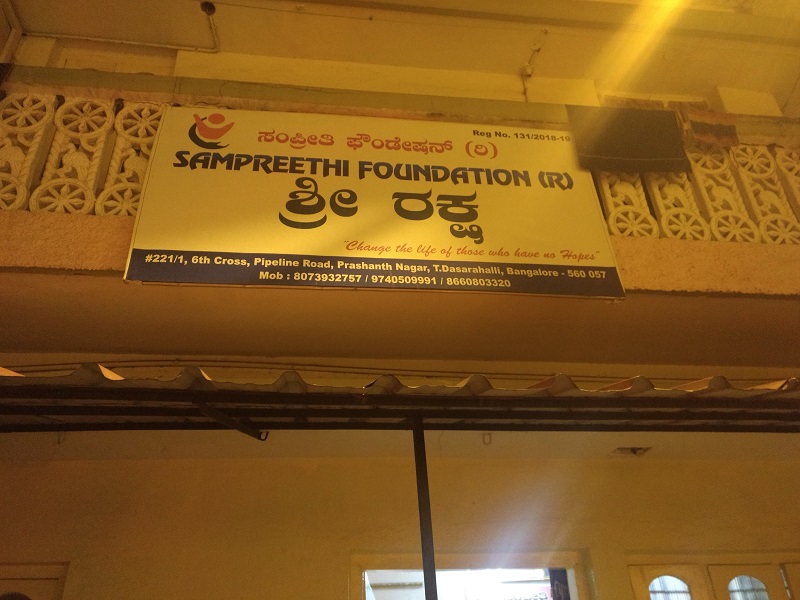 Reg No. 131/2018-19
ಸಂಪ್ರೀತಿ ಫೌಂಡೇಷನ್ (ರಿ)
SAMPREETHI FOUNDATION (R)
ಶ್ರೀ ರಕ್ಷ
"Change the life of those who have no Hopes"
#221/1, 6th Cross, Pipeline Road, Prashanth Nagar, T.Dasarahalli, Bangalore - 560 057
Mob : 8073932757 / 9740509991 / 8660803320